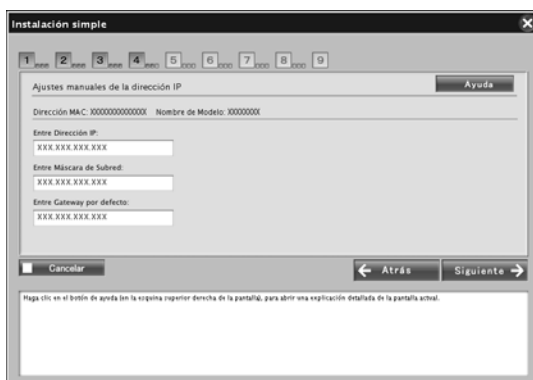 Instalación simple
1 2 3 4 5 6 7 8 9
Ajustes manuales de la dirección IP
Ayuda
Dirección MAC: XXXXXXXXXXXXXX Nombre de Modelo: XXXXXXXX
Entre Dirección IP:
XXX.XXX.XXX.XXX
Entre Máscara de Subred:
XXX.XXX.XXX.XXX
Entre Gateway por defecto:
XXX.XXX.XXX.XXX
Cancelar
Atrás
Siguiente
Haga clic en el botón de ayuda (en la esquina superior derecha de la pantalla), para abrir una explicación detallada de la pantalla actual.